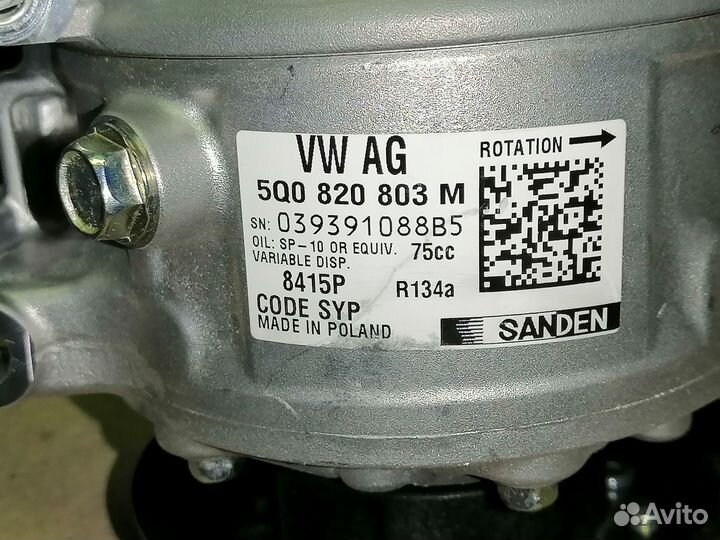 VW AG
ROTATION
5Q0 820 803 M
SN: 039391088B5
OIL: SP-10 OR EQUIV. 75cc
VARIABLE DISP.
8415P R134a
CODE SYP
MADE IN POLAND
SANDEN
Avito